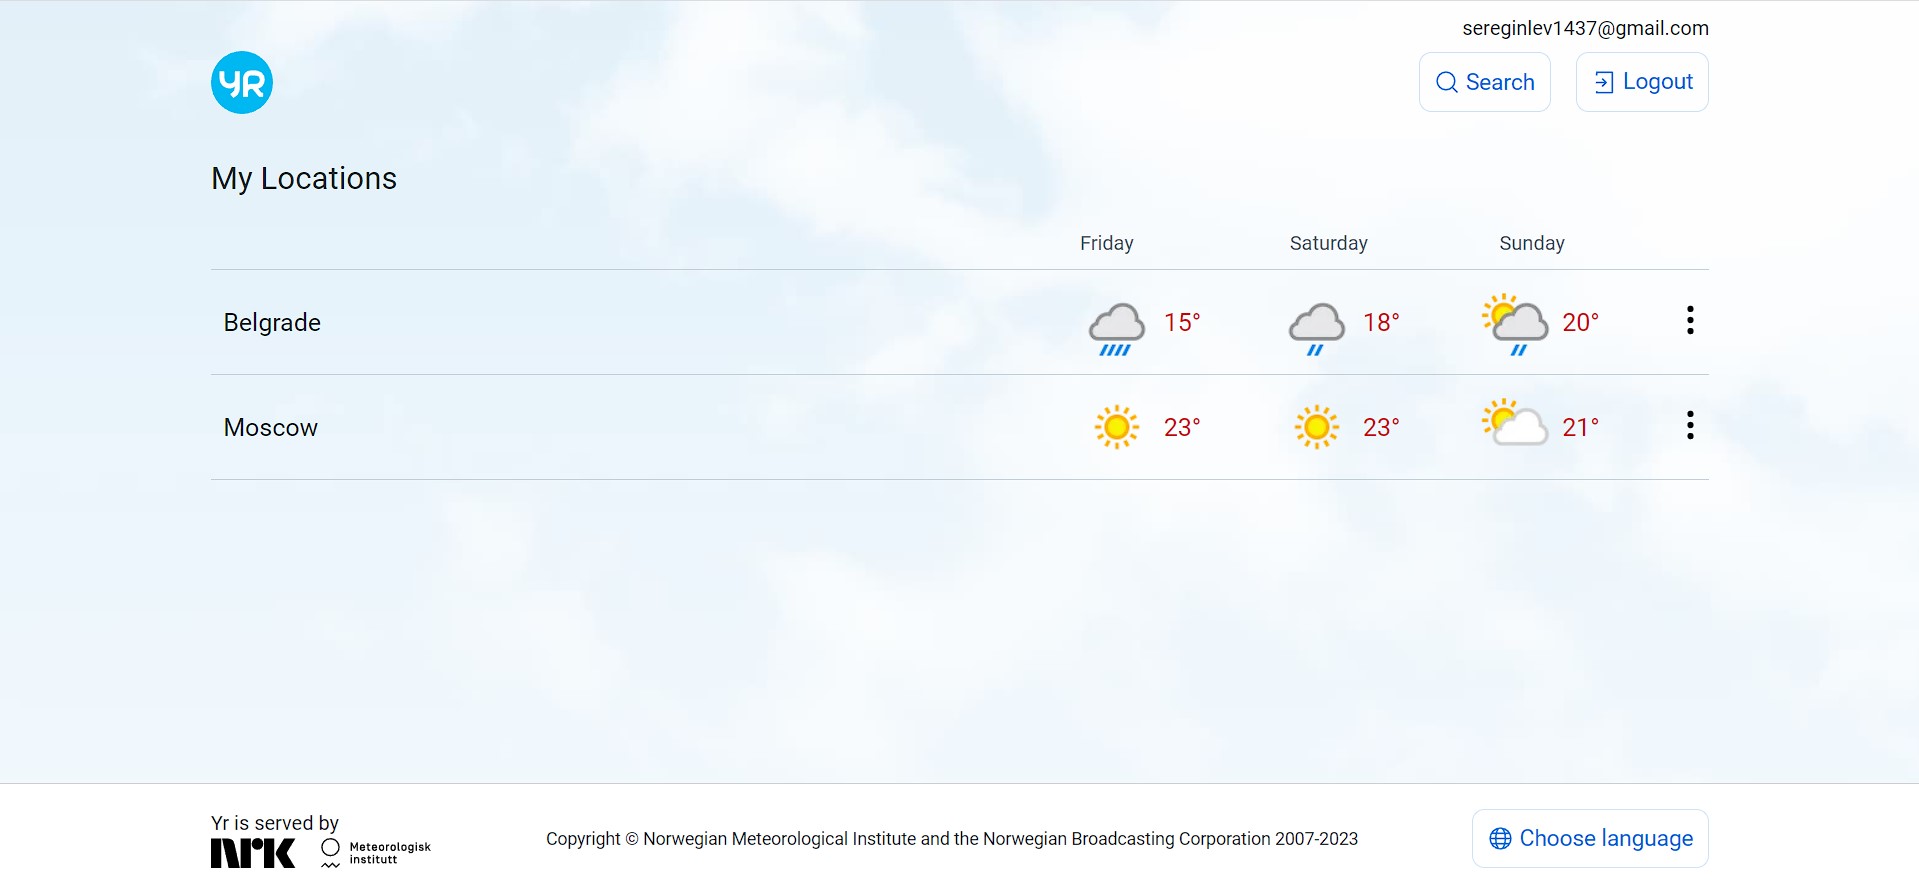 sereginlev1437@gmail.com
YR
Search
Logout
My Locations
Friday Saturday Sunday
Belgrade 15° 18° 20°
Moscow 23° 23° 21°
Yr is served by
NRK
Meteorologisk
institutt
Copyright © Norwegian Meteorological Institute and the Norwegian Broadcasting Corporation 2007-2023
Choose language